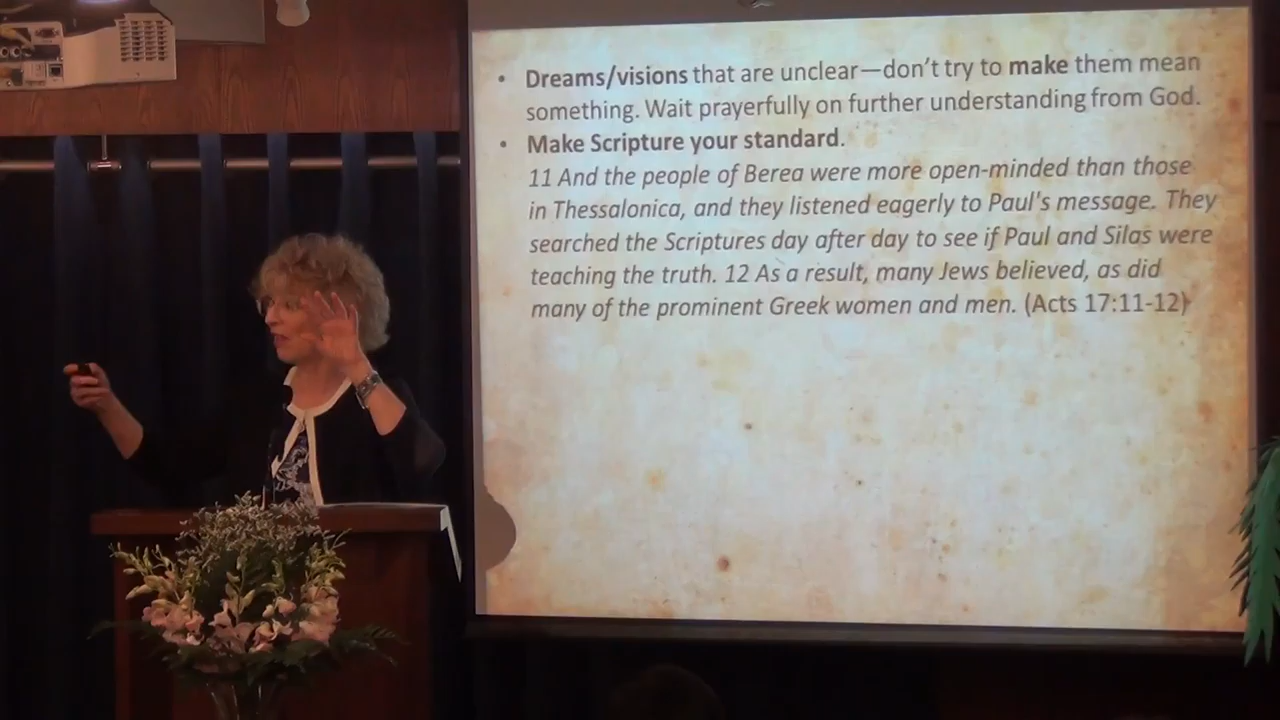 • Dreams/visions that are unclear—don't try to make them mean
something. Wait prayerfully on further understanding from God.
• Make Scripture your standard.
11 And the people of Berea were more open-minded than those
in Thessalonica, and they listened eagerly to Paul's message. They
searched the Scriptures day after day to see if Paul and Silas were
teaching the truth. 12 As a result, many Jews believed, as did
many of the prominent Greek women and men. (Acts 17:11-12)